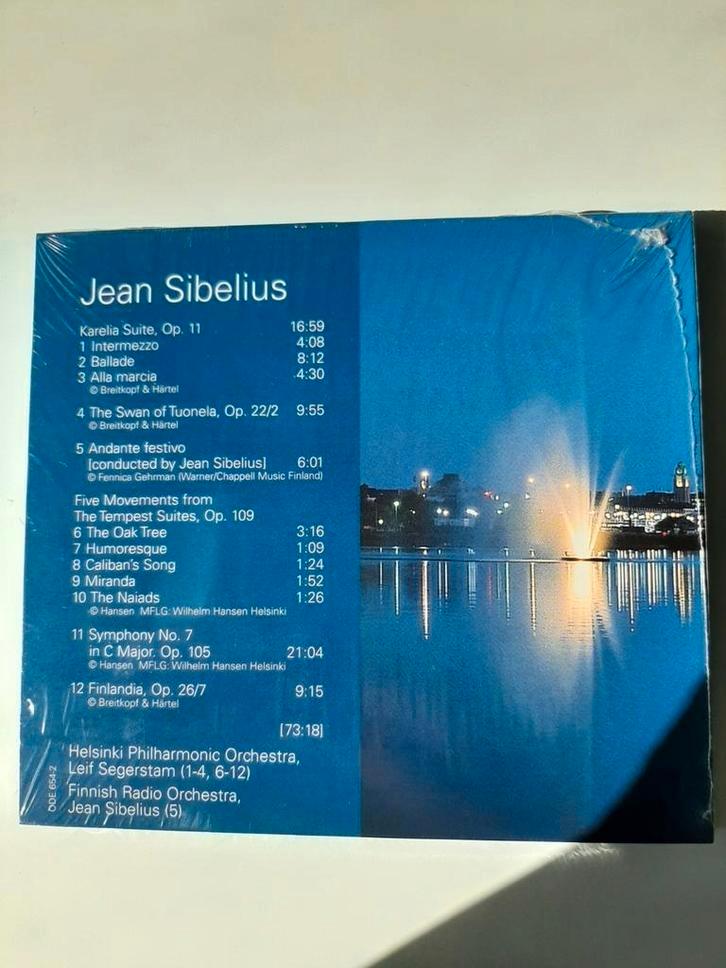 Jean Sibelius
Karelia Suite, Op. 11 16:59
1 Intermezzo 4:08
2 Ballade 8:12
3 Alla marcia 4:30
© Breitkopf & Härtel
4 The Swan of Tuonela, Op. 22/2 9:55
© Breitkopf & Härtel
5 Andante festivo
[conducted by Jean Sibelius] 6:01
© Fennica Gehrman (Warner/Chappell Music Finland)
Five Movements from
The Tempest Suites, Op. 109
6 The Oak Tree 3:16
7 Humoresque 1:09
8 Caliban's Song 1:24
9 Miranda 1:52
10 The Naiads 1:26
© Hansen MFLG: Wilhelm Hansen Helsinki
11 Symphony No. 7
in C Major. Op. 105 21:04
© Hansen MFLG: Wilhelm Hansen Helsinki
12 Finlandia, Op. 26/7 9:15
© Breitkopf & Härtel
[73:18]
Helsinki Philharmonic Orchestra,
Leif Segerstam (1-4, 6-12)
Finnish Radio Orchestra,
Jean Sibelius (5)
ODE 654-2